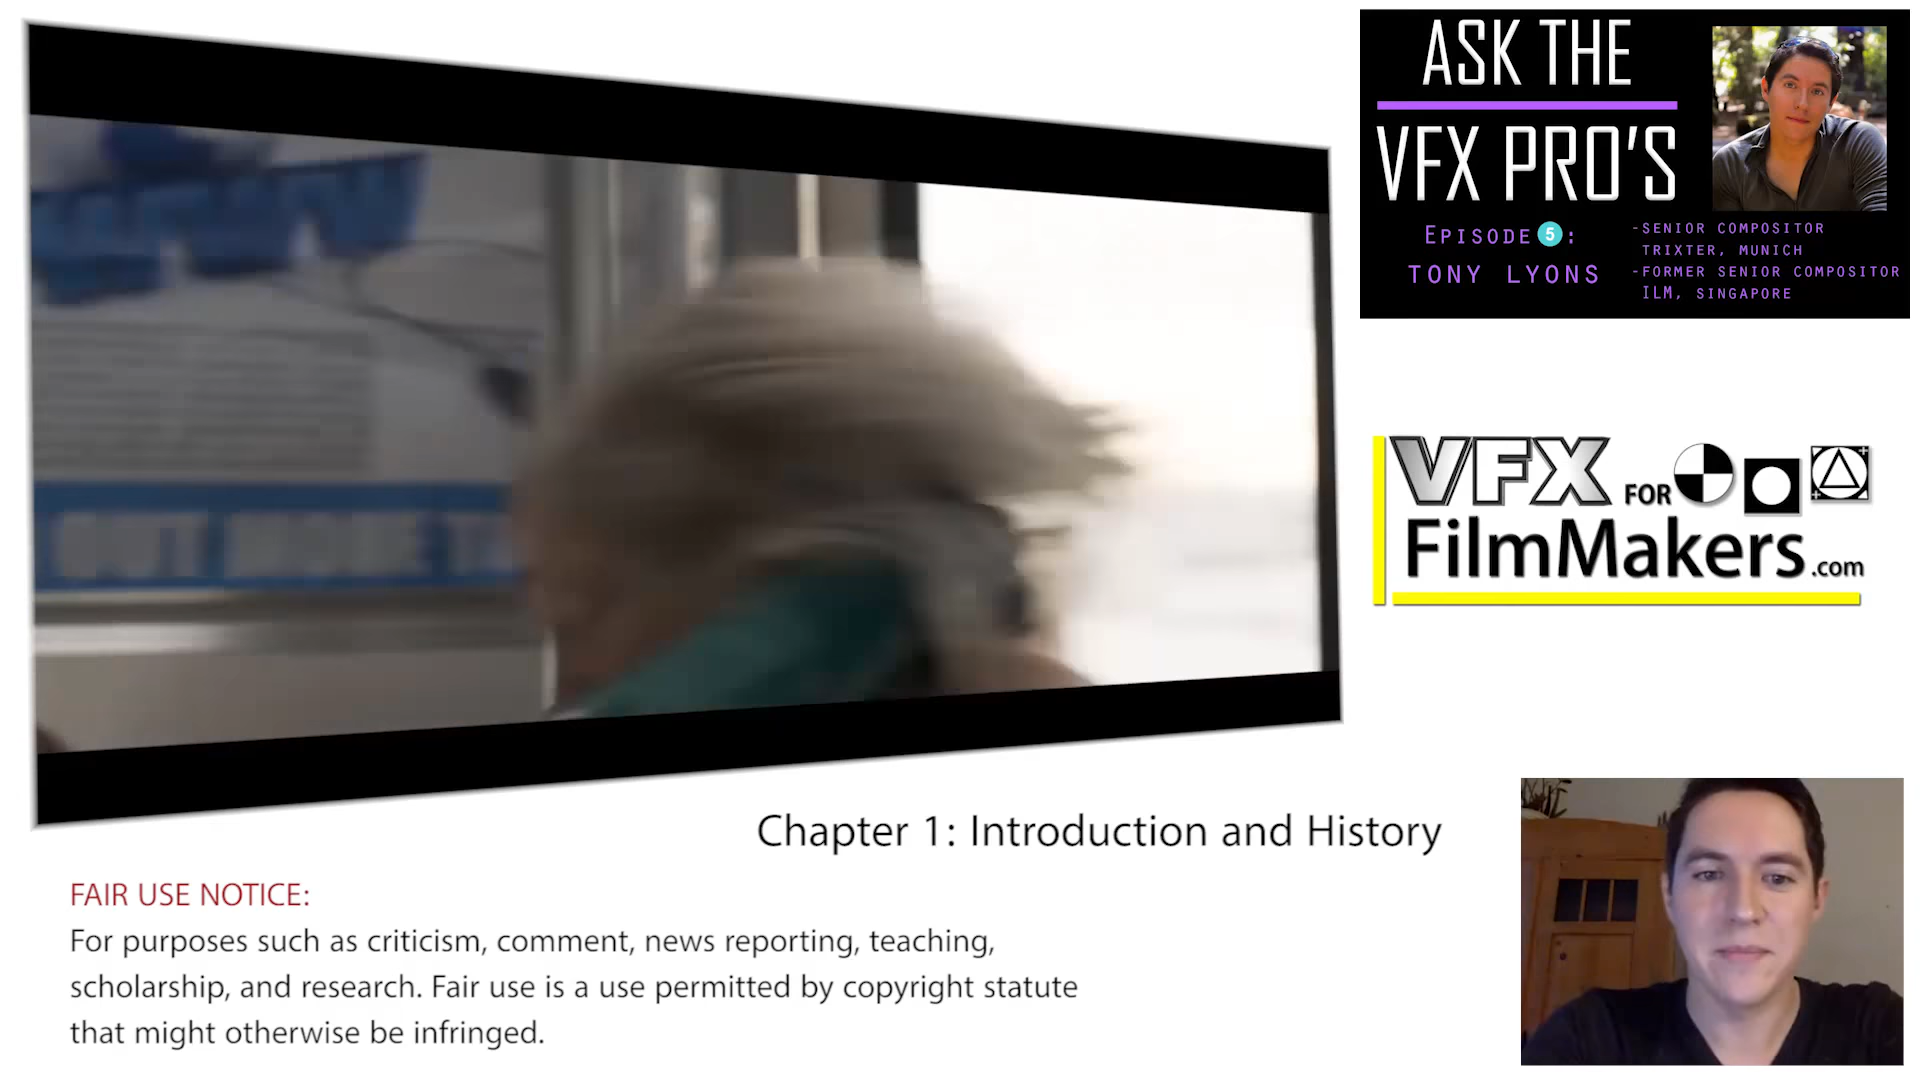 ASK THE
VFX PRO'S
EPISODE 5:
TONY LYONS
-SENIOR COMPOSITOR
TRIXTER, MUNICH
-FORMER SENIOR COMPOSITOR
ILM, SINGAPORE
VFX FOR
FilmMakers.com
Chapter 1: Introduction and History
FAIR USE NOTICE:
For purposes such as criticism, comment, news reporting, teaching,
scholarship, and research. Fair use is a use permitted by copyright statute
that might otherwise be infringed.